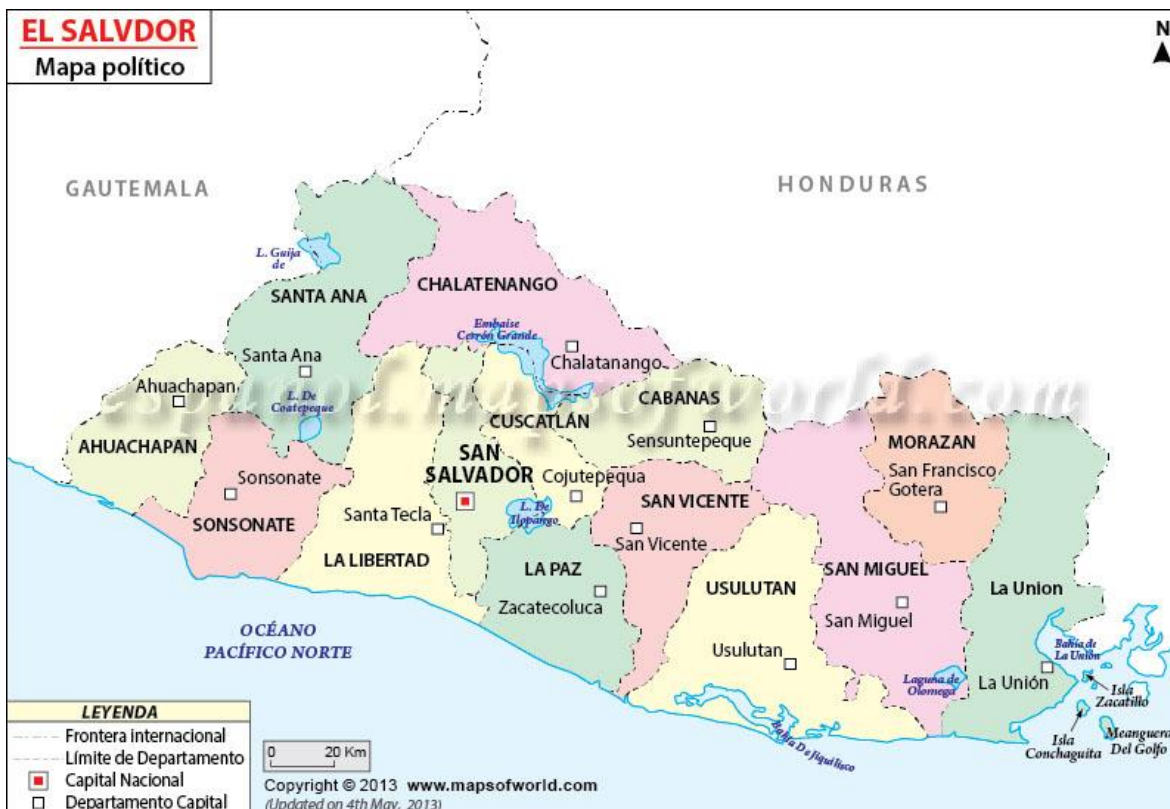 EL SALVDOR
Mapa político
N
GAUTEMALA
HONDURAS
L. Guija
de
SANTA ANA
CHALATENANGO
Embaise
Cerrón Grande
Santa Ana
Chalatanango
Ahuachapan
L. De
Coatepeque
CUSCATLÁN
CABANAS
Sensuntepeque
espanol.mapsofworld.com
AHUACHAPAN
MORAZAN
San Francisco
Gotera
SAN
SALVADOR
Sonsonate
Cojutepequa
SONSONATE
Santa Tecla
L. De
Ilopango
SAN VICENTE
San Vicente
LA LIBERTAD
LA PAZ
Zacatecoluca
USULUTAN
SAN MIGUEL
San Miguel
La Union
OCÉANO
PACÍFICO NORTE
Usulutan
Bahía de
La Unión
La Unión
Laguna de
Olomega
Isla
Zacatillo
Isla
Conchaguita
Meanguera
Del Golfo
Bahía De Jiquilisco
LEYENDA
Frontera internacional
Límite de Departamento
Capital Nacional
Departamento Capital
0 20 Km
Copyright © 2013 www.mapsofworld.com
(Updated on 4th May, 2013)